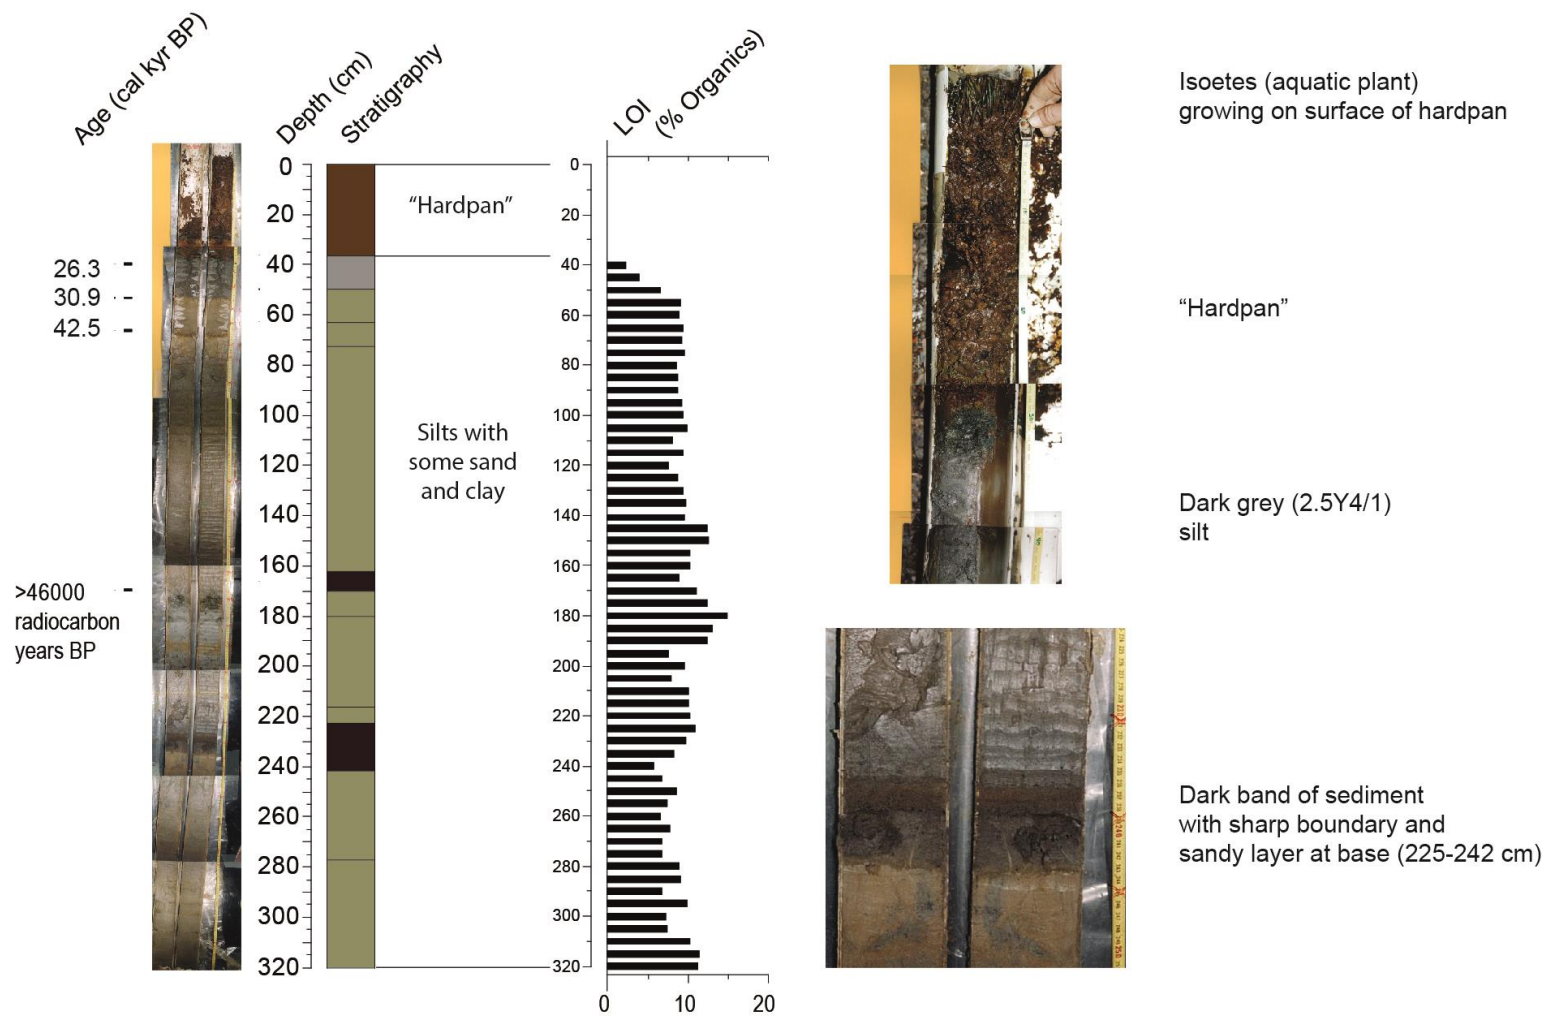 Age (cal kyr BP)
Depth (cm)
Stratigraphy
LOI
(% Organics)
26.3
30.9
42.5
>46000
radiocarbon
years BP
0
20
40
60
80
100
120
140
160
180
200
220
240
260
280
300
320
“Hardpan”
Silts with
some sand
and clay
0
20
40
60
80
100
120
140
160
180
200
220
240
260
280
300
320
0
10
20
Isoetes (aquatic plant)
growing on surface of hardpan
“Hardpan”
Dark grey (2.5Y4/1)
silt
Dark band of sediment
with sharp boundary and
sandy layer at base (225-242 cm)